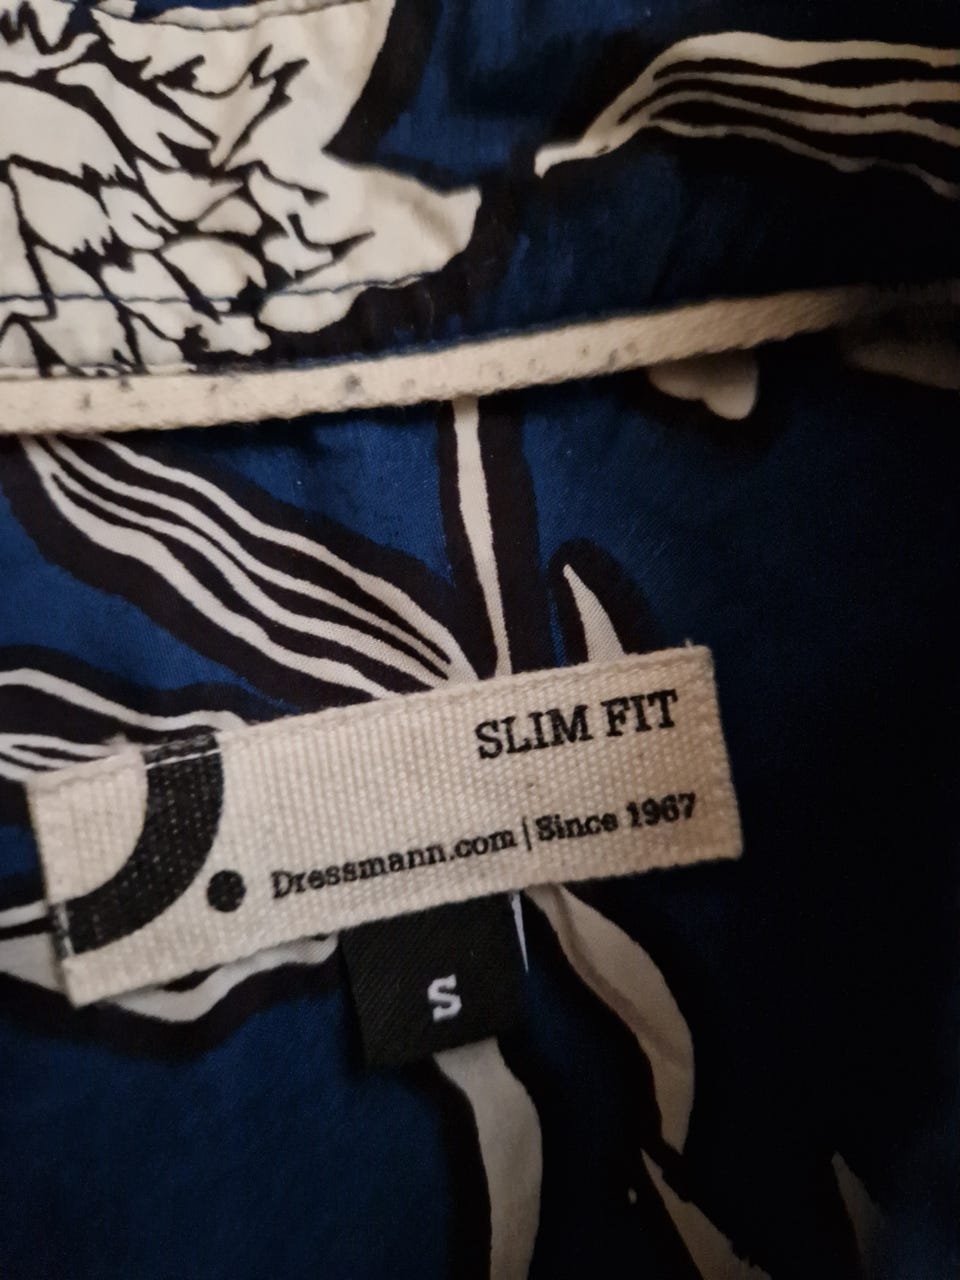 SLIM FIT
Dressmann.com | Since 1967
S